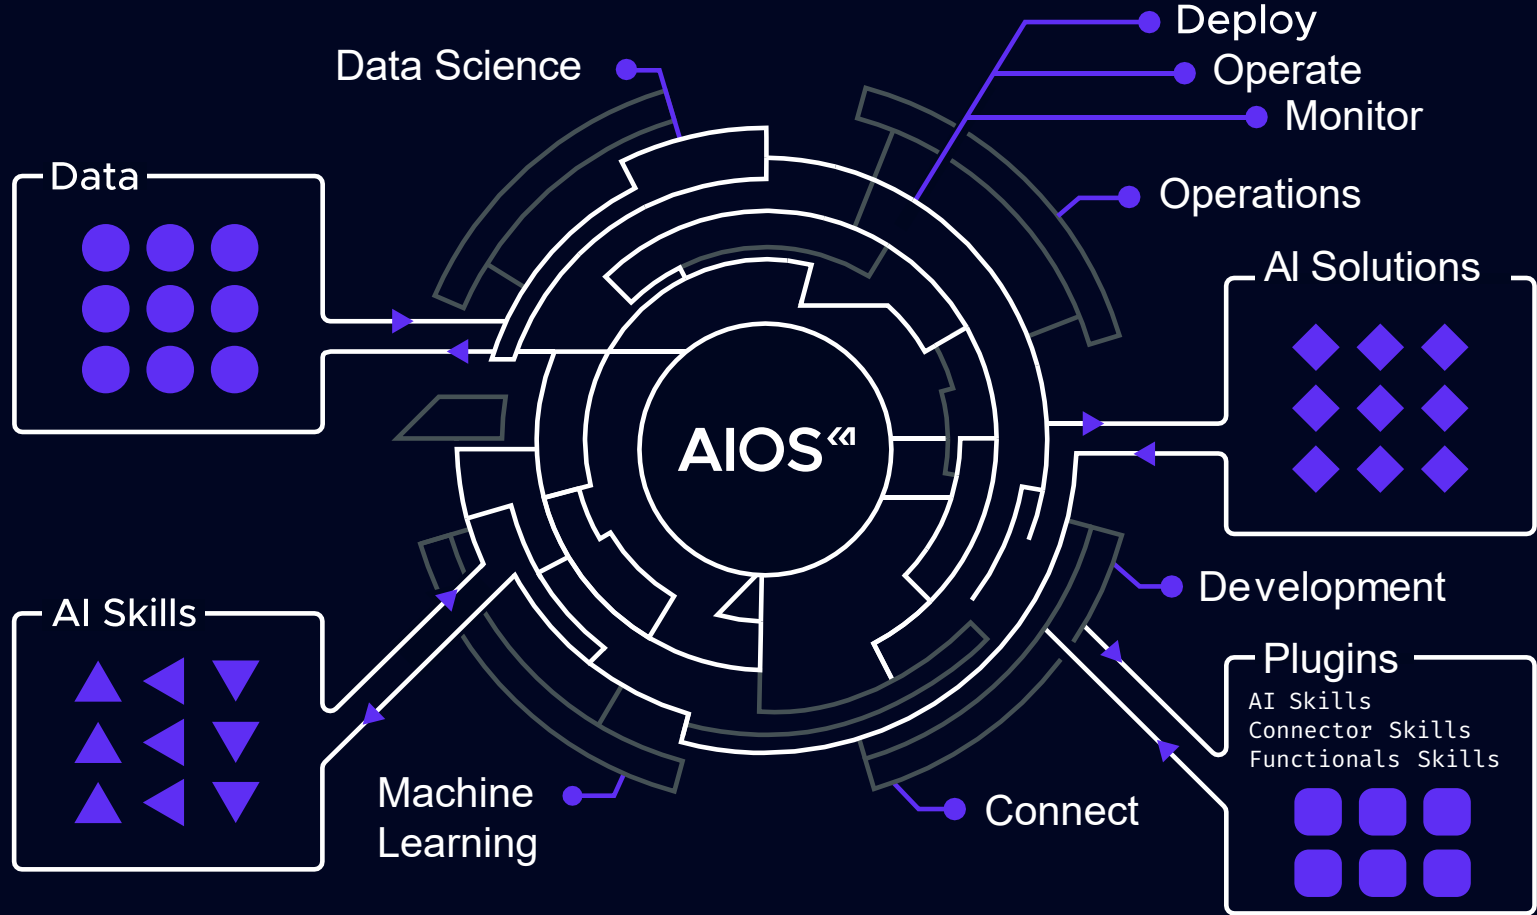 Deploy
Data Science
Operate
Monitor
Data
Operations
AI Solutions
AIOS
Development
AI Skills
Plugins
AI Skills
Connector Skills
Functionals Skills
Machine
Learning
Connect